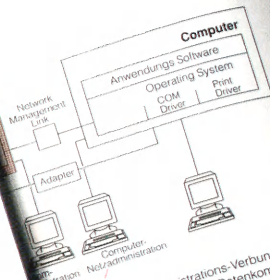 Computer
Anwendungs Software
Operating System
COM
Driver
Print
Driver
Network
Management
Link
Adapter
Computer-
Netzadministration